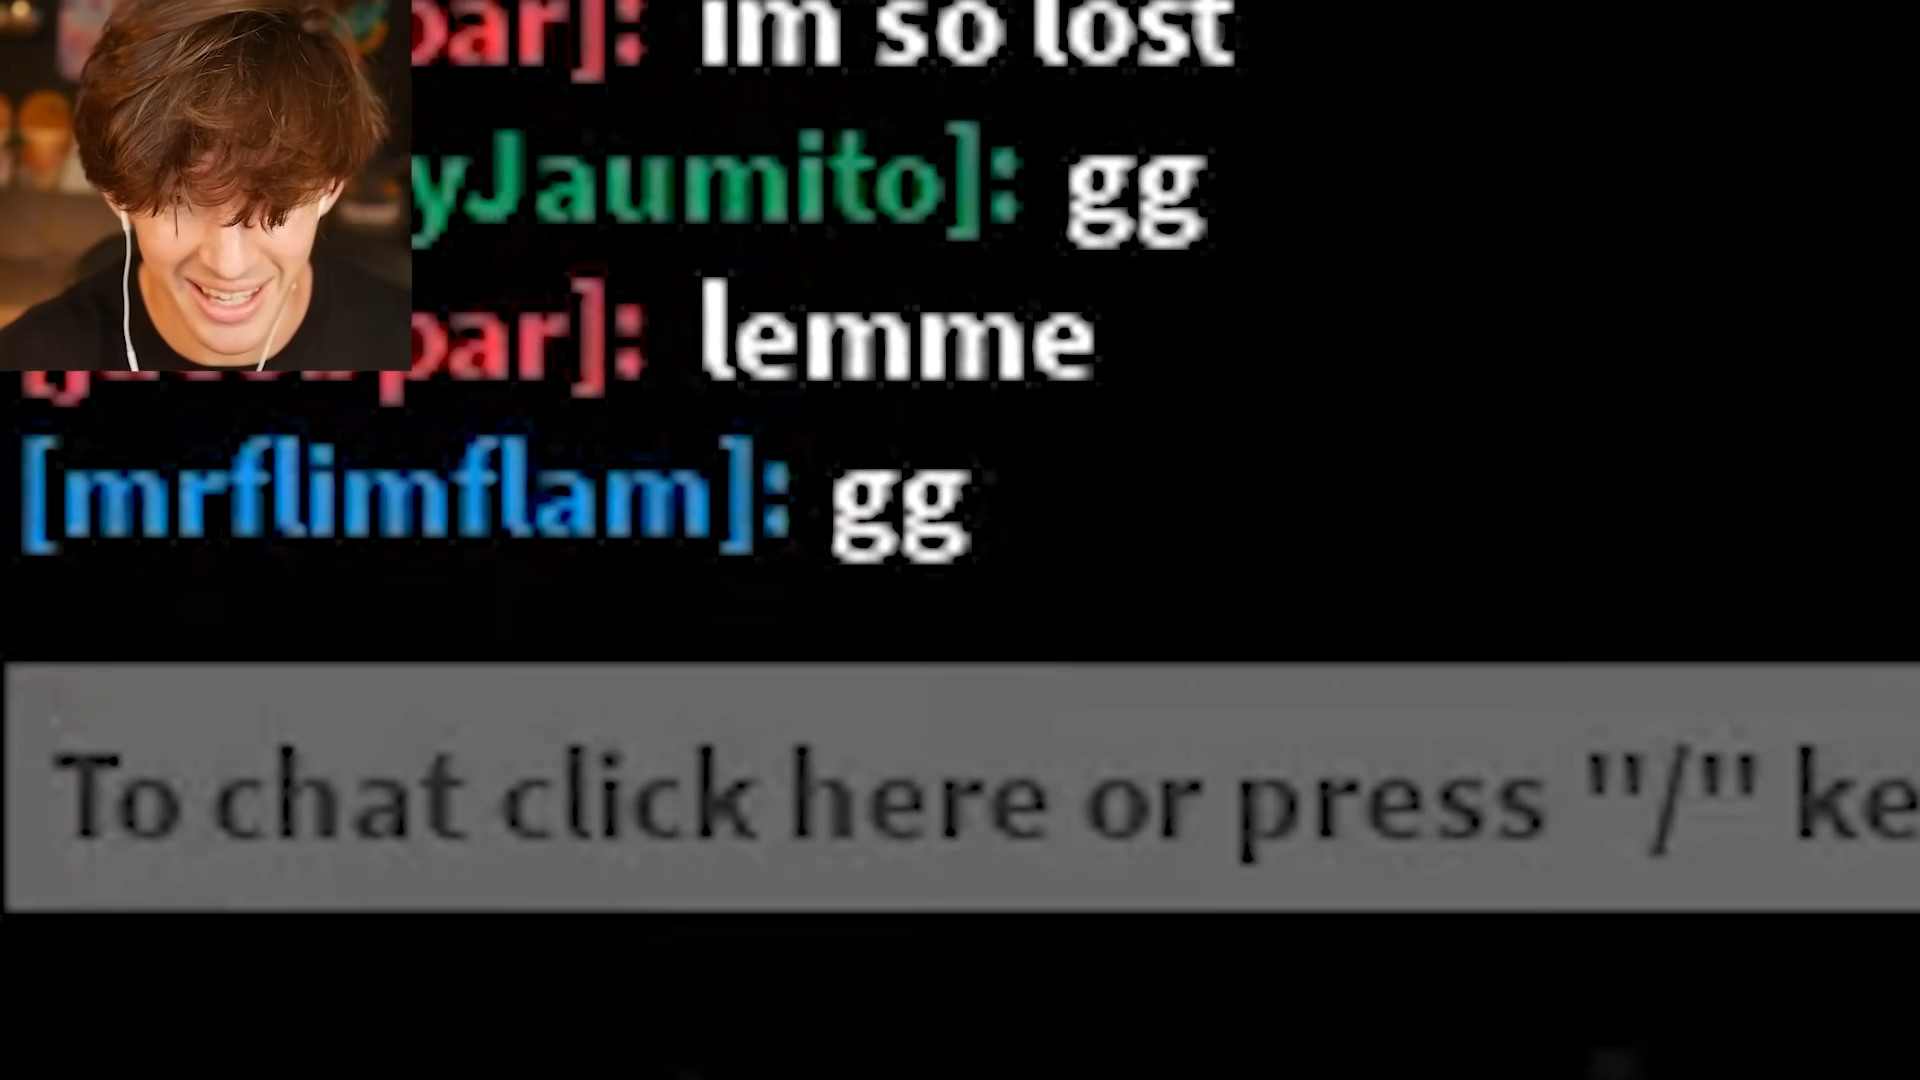 par]: im so lost
yJaumito]: gg
par]: lemme
[mrflimflam]: gg
To chat click here or press "/" ke